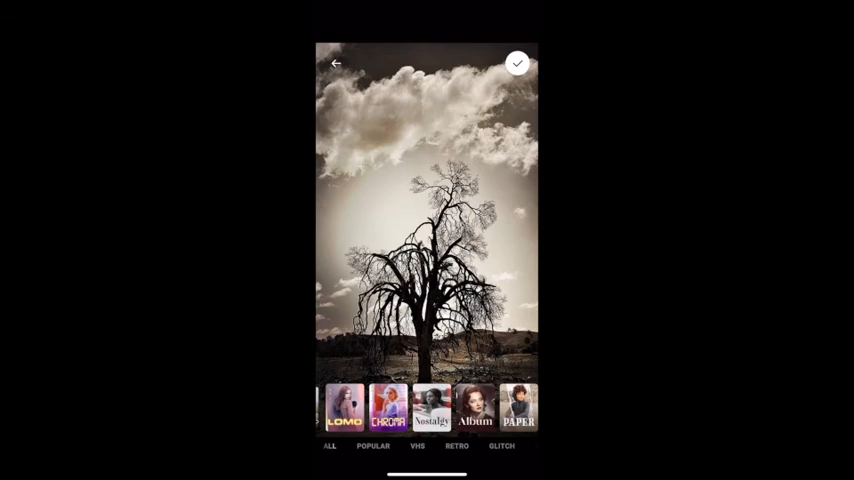 LOMO CHROMA Nostalgy Album PAPER
ALL POPULAR VHS RETRO GLITCH